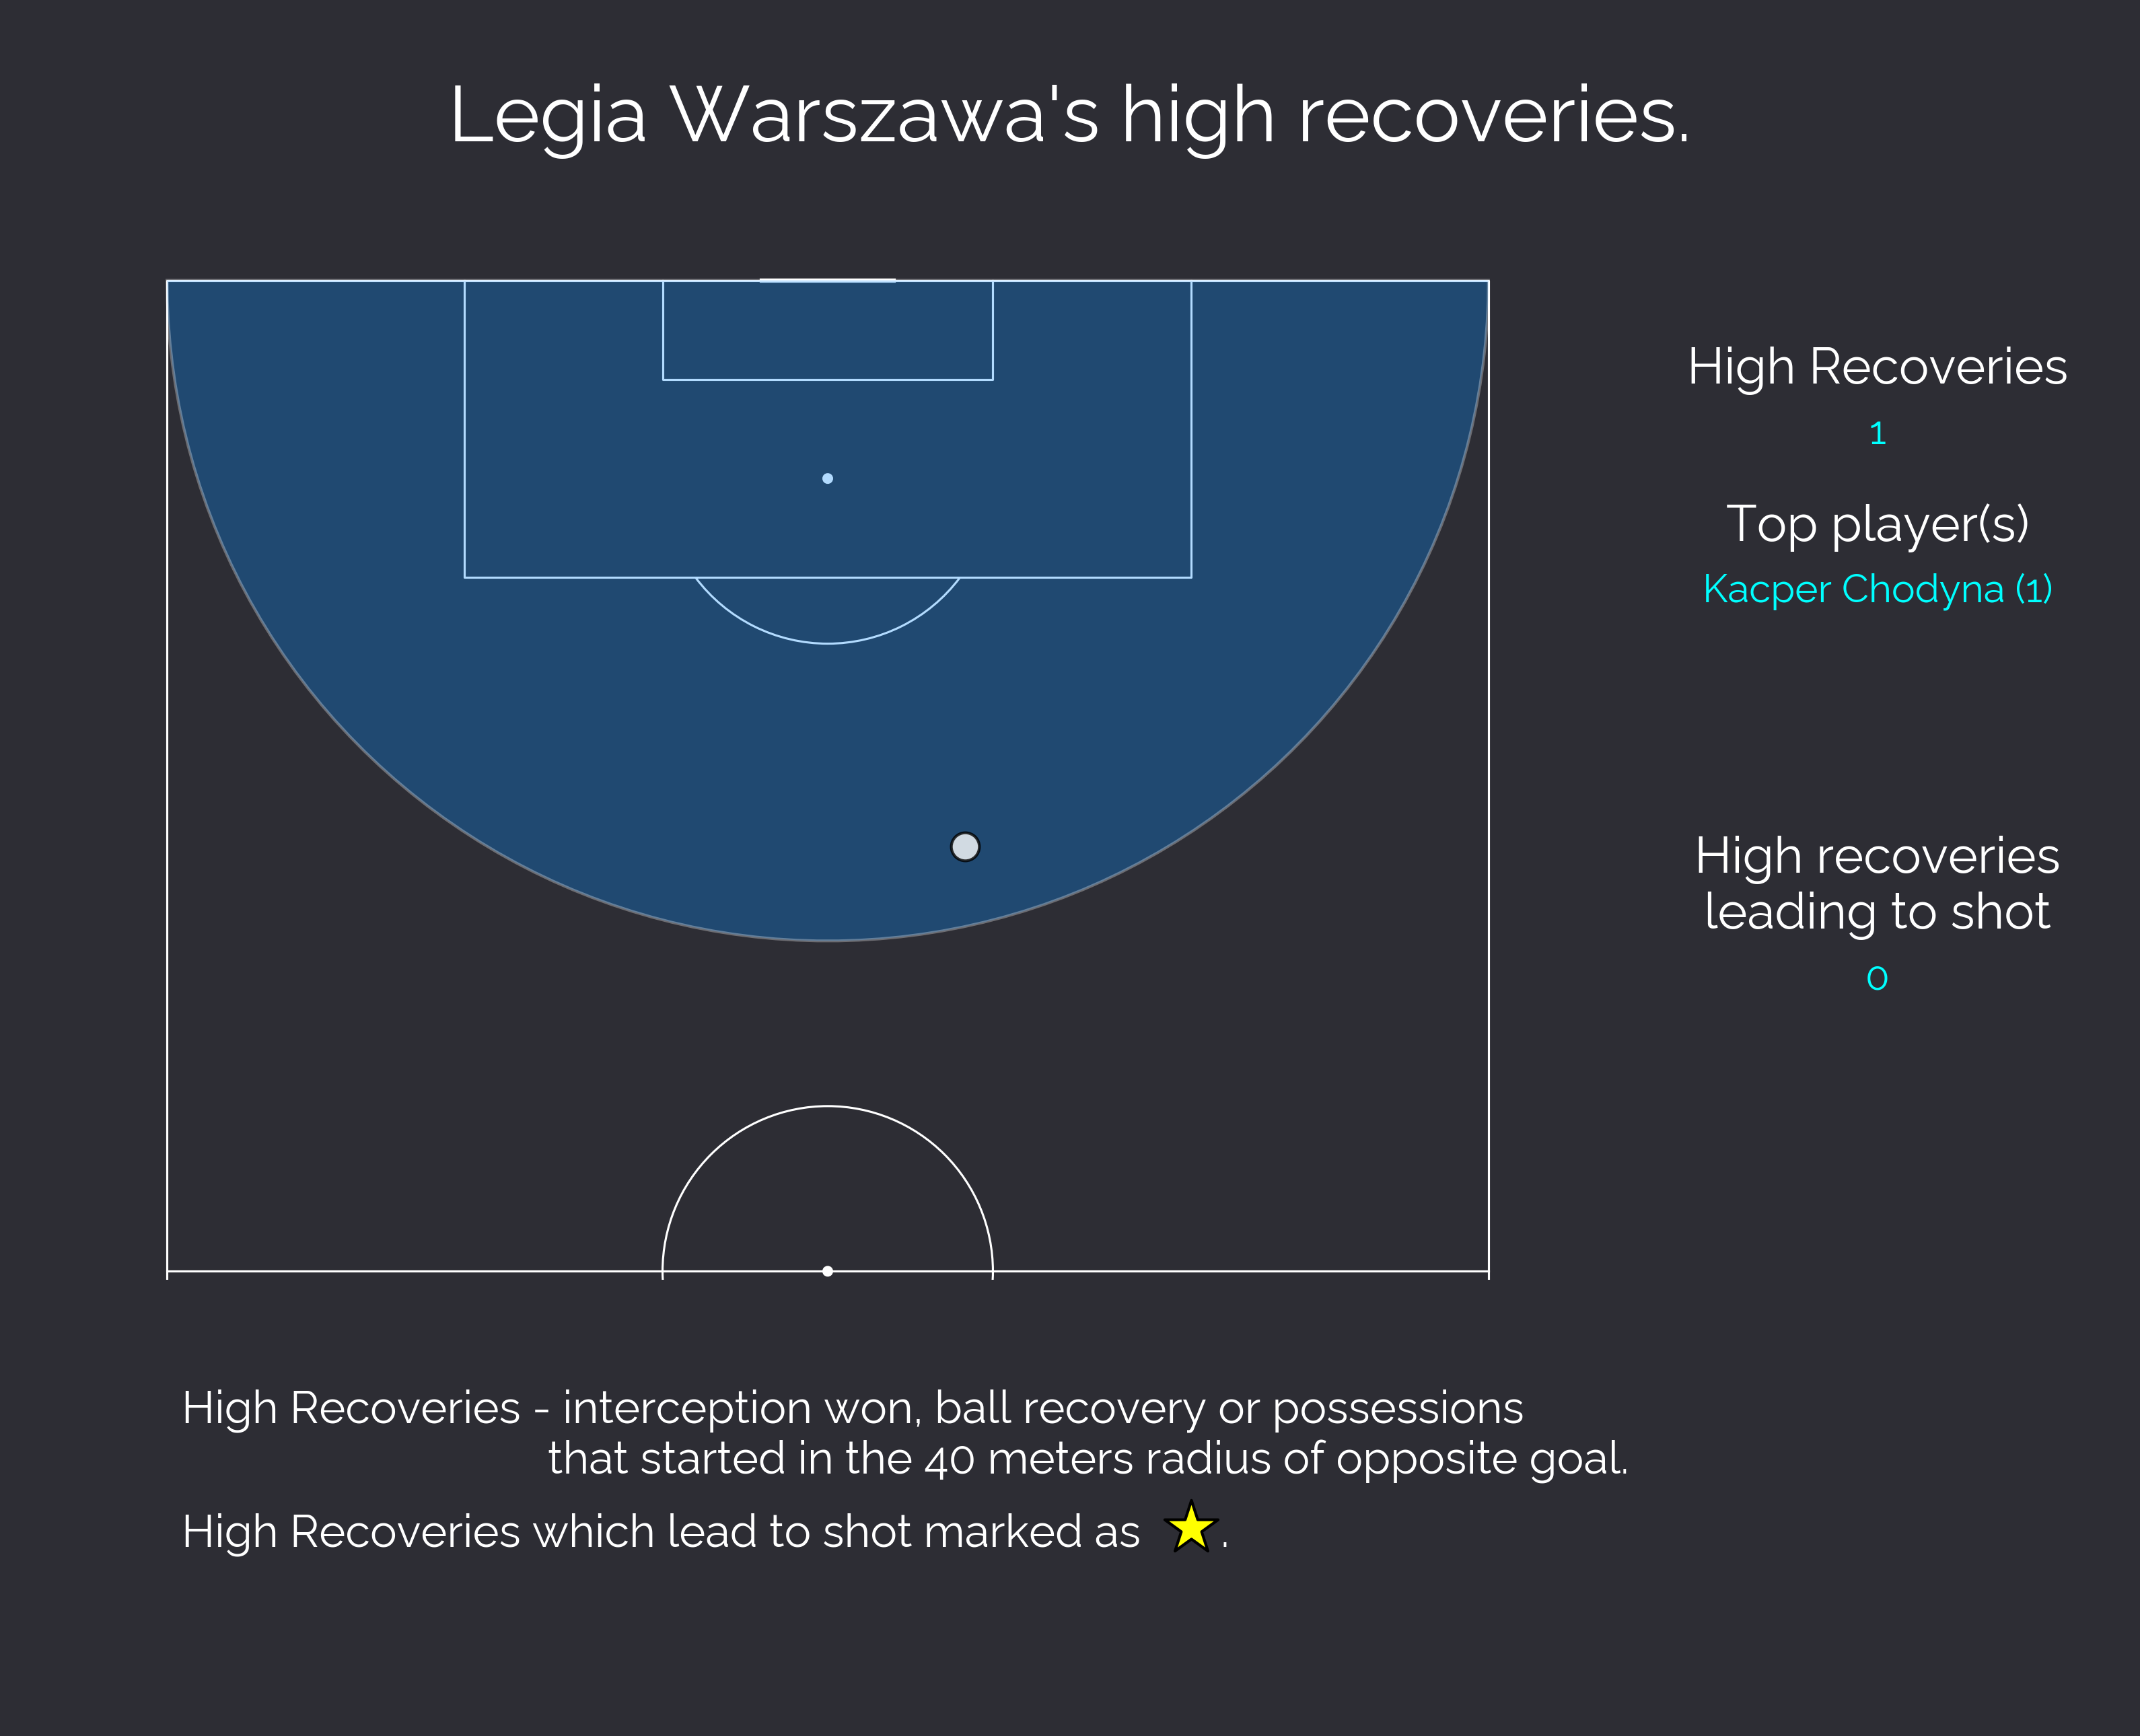 Legia Warszawa's high recoveries.
High Recoveries
1
Top player(s)
Kacper Chodyna (1)
High recoveries
leading to shot
0
High Recoveries - interception won, ball recovery or possessions
that started in the 40 meters radius of opposite goal.
High Recoveries which lead to shot marked as .